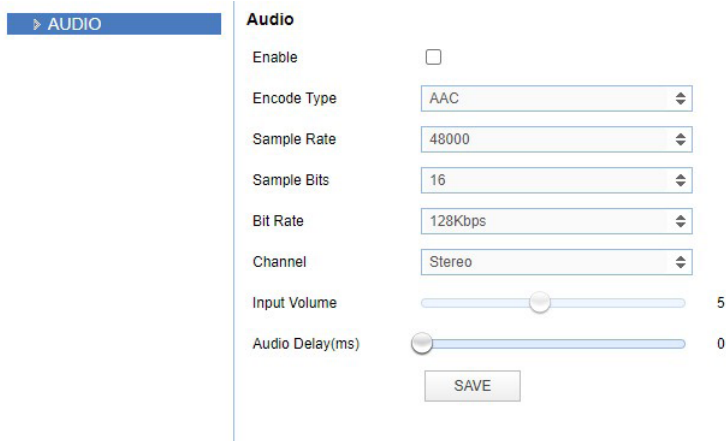 AUDIO
Audio
Enable
Encode Type AAC
Sample Rate 48000
Sample Bits 16
Bit Rate 128Kbps
Channel Stereo
Input Volume 5
Audio Delay(ms) 0
SAVE